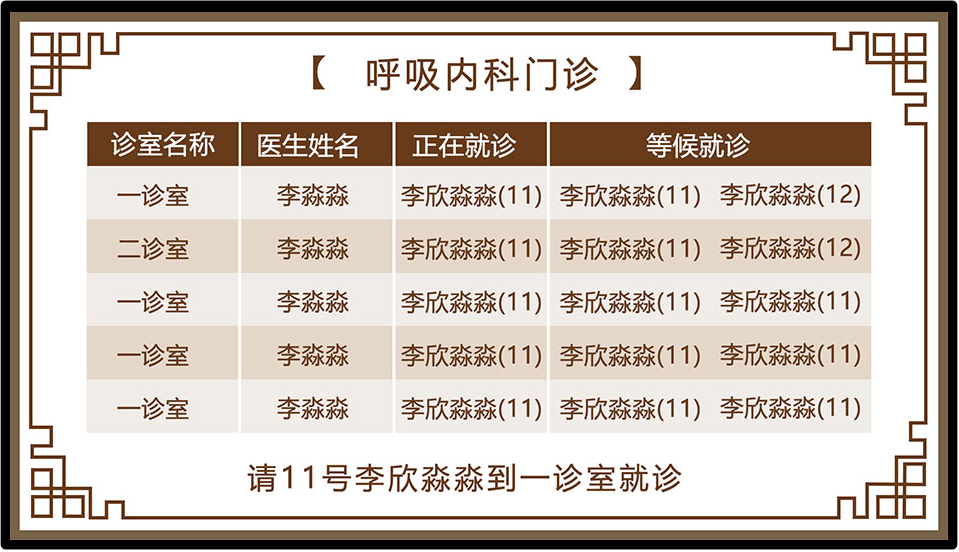 【 呼吸内科门诊 】
诊室名称 医生姓名 正在就诊 等候就诊
一诊室 李淼淼 李欣淼淼(11) 李欣淼淼(11) 李欣淼淼(12)
二诊室 李淼淼 李欣淼淼(11) 李欣淼淼(11) 李欣淼淼(12)
一诊室 李淼淼 李欣淼淼(11) 李欣淼淼(11) 李欣淼淼(11)
一诊室 李淼淼 李欣淼淼(11) 李欣淼淼(11) 李欣淼淼(11)
一诊室 李淼淼 李欣淼淼(11) 李欣淼淼(11) 李欣淼淼(11)
请11号李欣淼淼到一诊室就诊